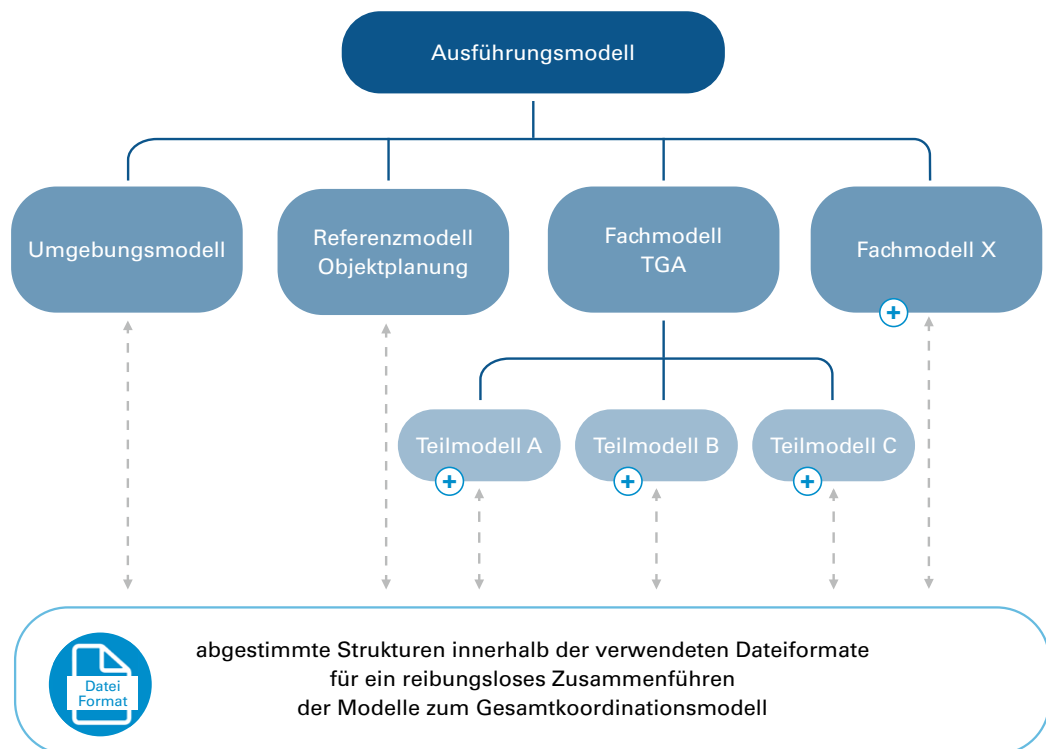 Ausführungsmodell
Umgebungsmodell
Referenzmodell
Objektplanung
Fachmodell
TGA
Fachmodell X
+
Teilmodell A
Teilmodell B
Teilmodell C
+
+
+
Datei
Format
abgestimmte Strukturen innerhalb der verwendeten Dateiformate
für ein reibungsloses Zusammenführen
der Modelle zum Gesamtkoordinationsmodell